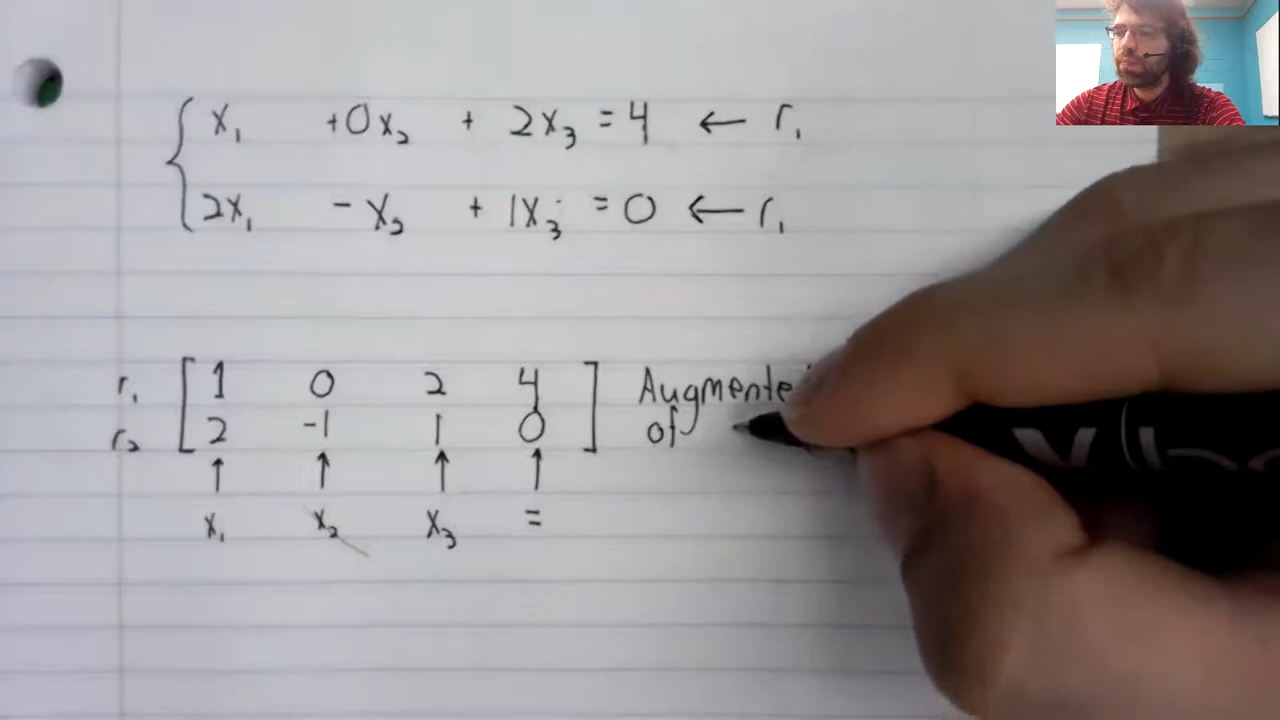 x₁ +0x₂ + 2x₃ = 4 ← r₁
2x₁ - x₂ + 1x₃ = 0 ← r₁
r₁ [ 1 0 2 4 ] Augmente
r₂ [ 2 -1 1 0 ] of
↑ ↑ ↑ ↑
x₁ x₂ x₃ =